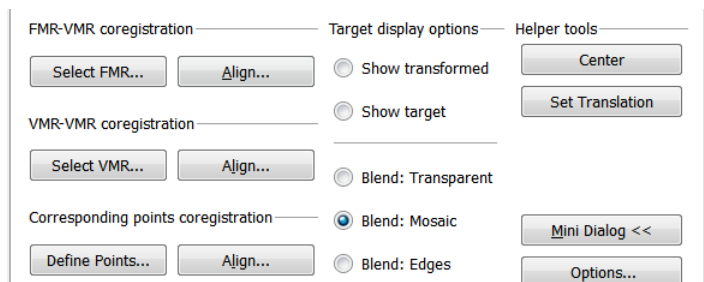 FMR-VMR coregistration
Select FMR...
Align...
VMR-VMR coregistration
Select VMR...
Align...
Corresponding points coregistration
Define Points...
Align...
Target display options
Show transformed
Show target
Blend: Transparent
Blend: Mosaic
Blend: Edges
Helper tools
Center
Set Translation
Mini Dialog <<
Options...